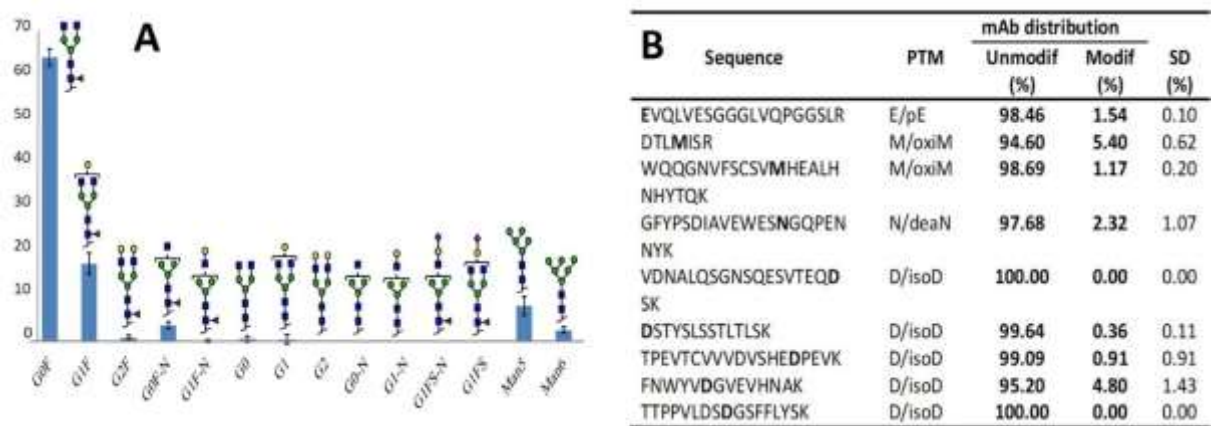 A
70
60
50
40
30
20
10
0
G0F
G1F
G2F
G0F-N
G1F-N
G0
G1
G2
G0-N
G1-N
G1FS-N
G1FS
Man5
Man6
B
mAb distribution
Sequence PTM Unmodif Modif SD
(%) (%) (%)
EVQLVESGGGLVQPGGSLR E/pE 98.46 1.54 0.10
DTLMISR M/oxiM 94.60 5.40 0.62
WQQGNVFSCSVMHEALH M/oxiM 98.69 1.17 0.20
NHYTQK
GFYPSDIAVEWESNGQPEN N/deaN 97.68 2.32 1.07
NYK
VDNALQSGNSQESVTEQD D/isoD 100.00 0.00 0.00
SK
DSTYSLSSTLTLSK D/isoD 99.64 0.36 0.11
TPEVTCVVVDVSHEDPEVK D/isoD 99.09 0.91 0.91
FNWYVDGVEVHNAK D/isoD 95.20 4.80 1.43
TTPPVLDSDGSFFLYSK D/isoD 100.00 0.00 0.00